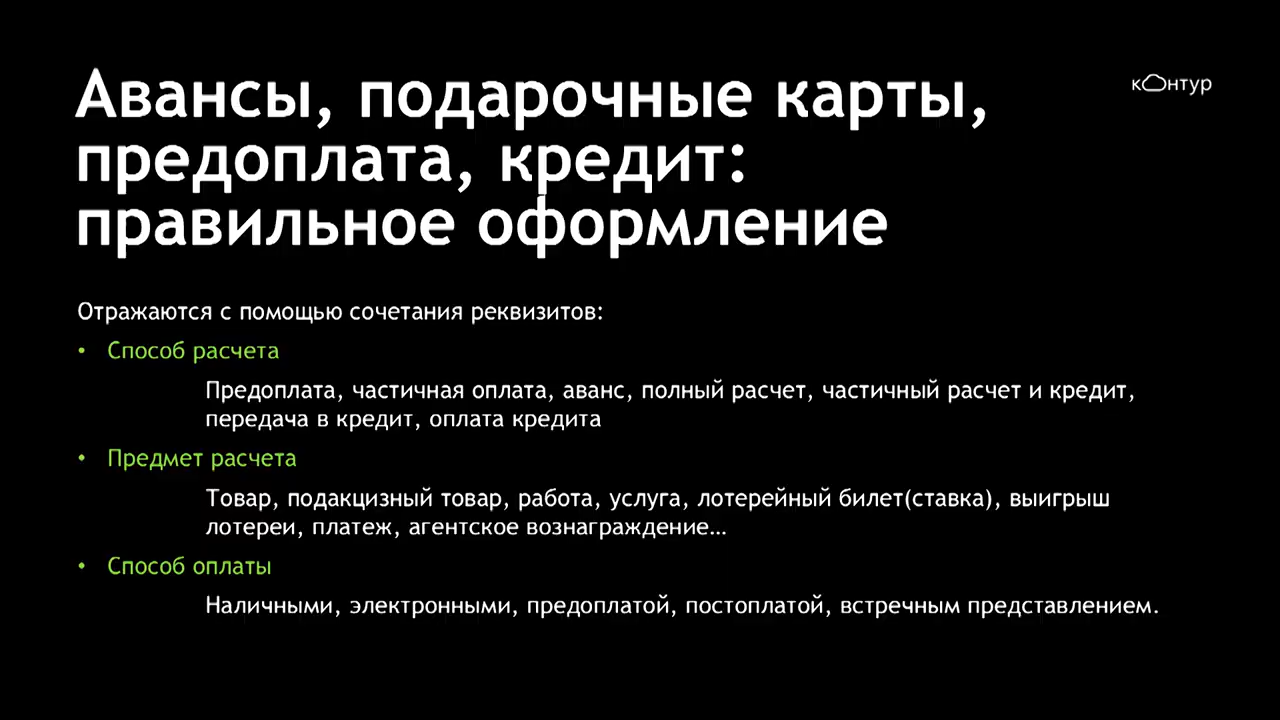 Авансы, подарочные карты,
предоплата, кредит:
правильное оформление
контур
Отражаются с помощью сочетания реквизитов:
• Способ расчета
Предоплата, частичная оплата, аванс, полный расчет, частичный расчет и кредит,
передача в кредит, оплата кредита
• Предмет расчета
Товар, подакцизный товар, работа, услуга, лотерейный билет(ставка), выигрыш
лотереи, платеж, агентское вознаграждение…
• Способ оплаты
Наличными, электронными, предоплатой, постоплатой, встречным представлением.